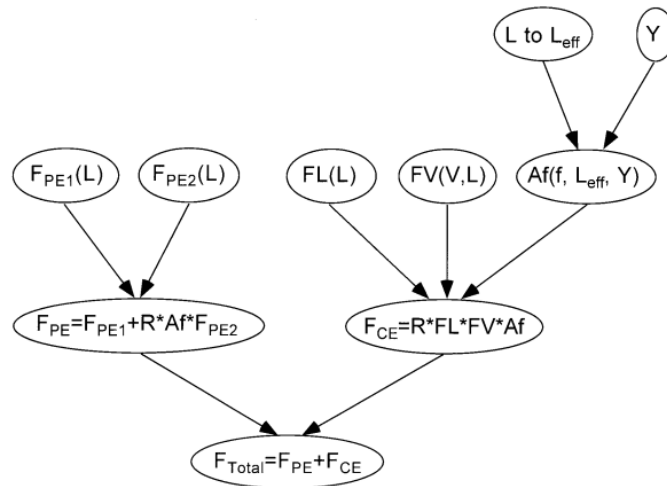 L to L_eff
Y
F_PE1(L)
F_PE2(L)
FL(L)
FV(V,L)
Af(f, L_eff, Y)
F_PE=F_PE1+R*Af*F_PE2
F_CE=R*FL*FV*Af
F_Total=F_PE+F_CE